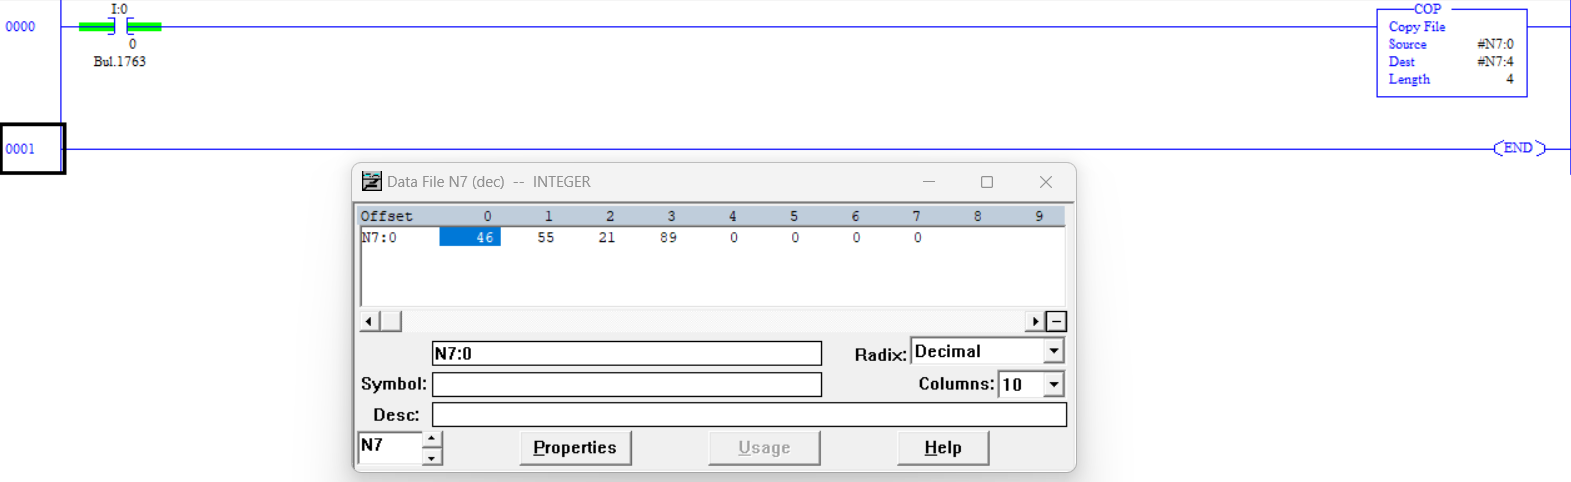 I:0
COP
0000
Copy File
0
Source #N7:0
Bul.1763
Dest #N7:4
Length 4
0001
END
Data File N7 (dec) -- INTEGER
Offset 0 1 2 3 4 5 6 7 8 9
N7:0 46 55 21 89 0 0 0 0
N7:0
Radix: Decimal
Symbol:
Columns: 10
Desc:
N7
Properties
Usage
Help